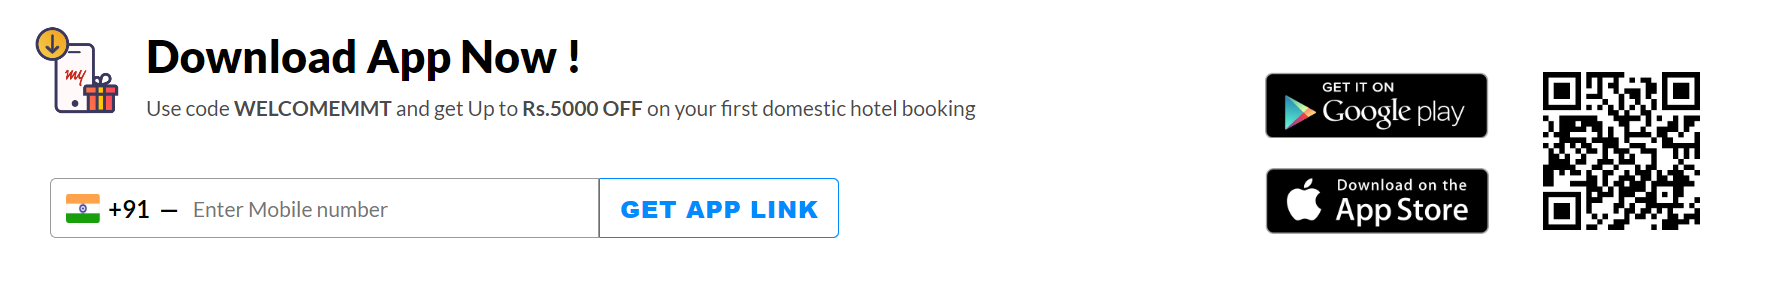 my
Download App Now !
Use code WELCOMEMMT and get Up to Rs.5000 OFF on your first domestic hotel booking
+91 — Enter Mobile number
GET APP LINK
GET IT ON
Google play
Download on the
App Store